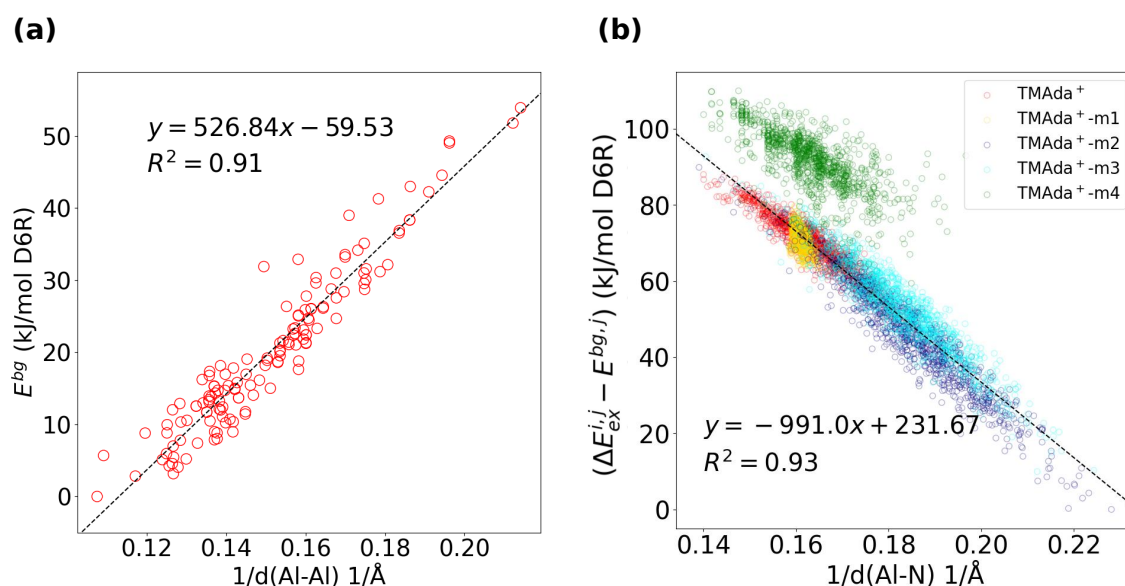 (a)
y = 526.84x − 59.53
R² = 0.91
E^{bg} (kJ/mol D6R)
50
40
30
20
10
0
0.12 0.14 0.16 0.18 0.20
1/d(Al-Al) 1/Å
(b)
TMAda⁺
TMAda⁺-m1
TMAda⁺-m2
TMAda⁺-m3
TMAda⁺-m4
(ΔE_{ex}^{i,j} − E^{bg,j}) (kJ/mol D6R)
100
80
60
40
20
0
y = −991.0x + 231.67
R² = 0.93
0.14 0.16 0.18 0.20 0.22
1/d(Al-N) 1/Å